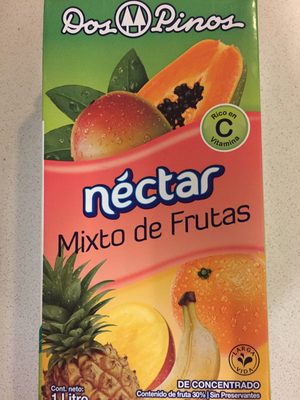 Dos Pinos
Rico en
C
Vitamina
néctar
Mixto de Frutas
LARGA
VIDA
Cont. neto:
1 Litro
DE CONCENTRADO
Contenido de fruta 30% | Sin Preservantes